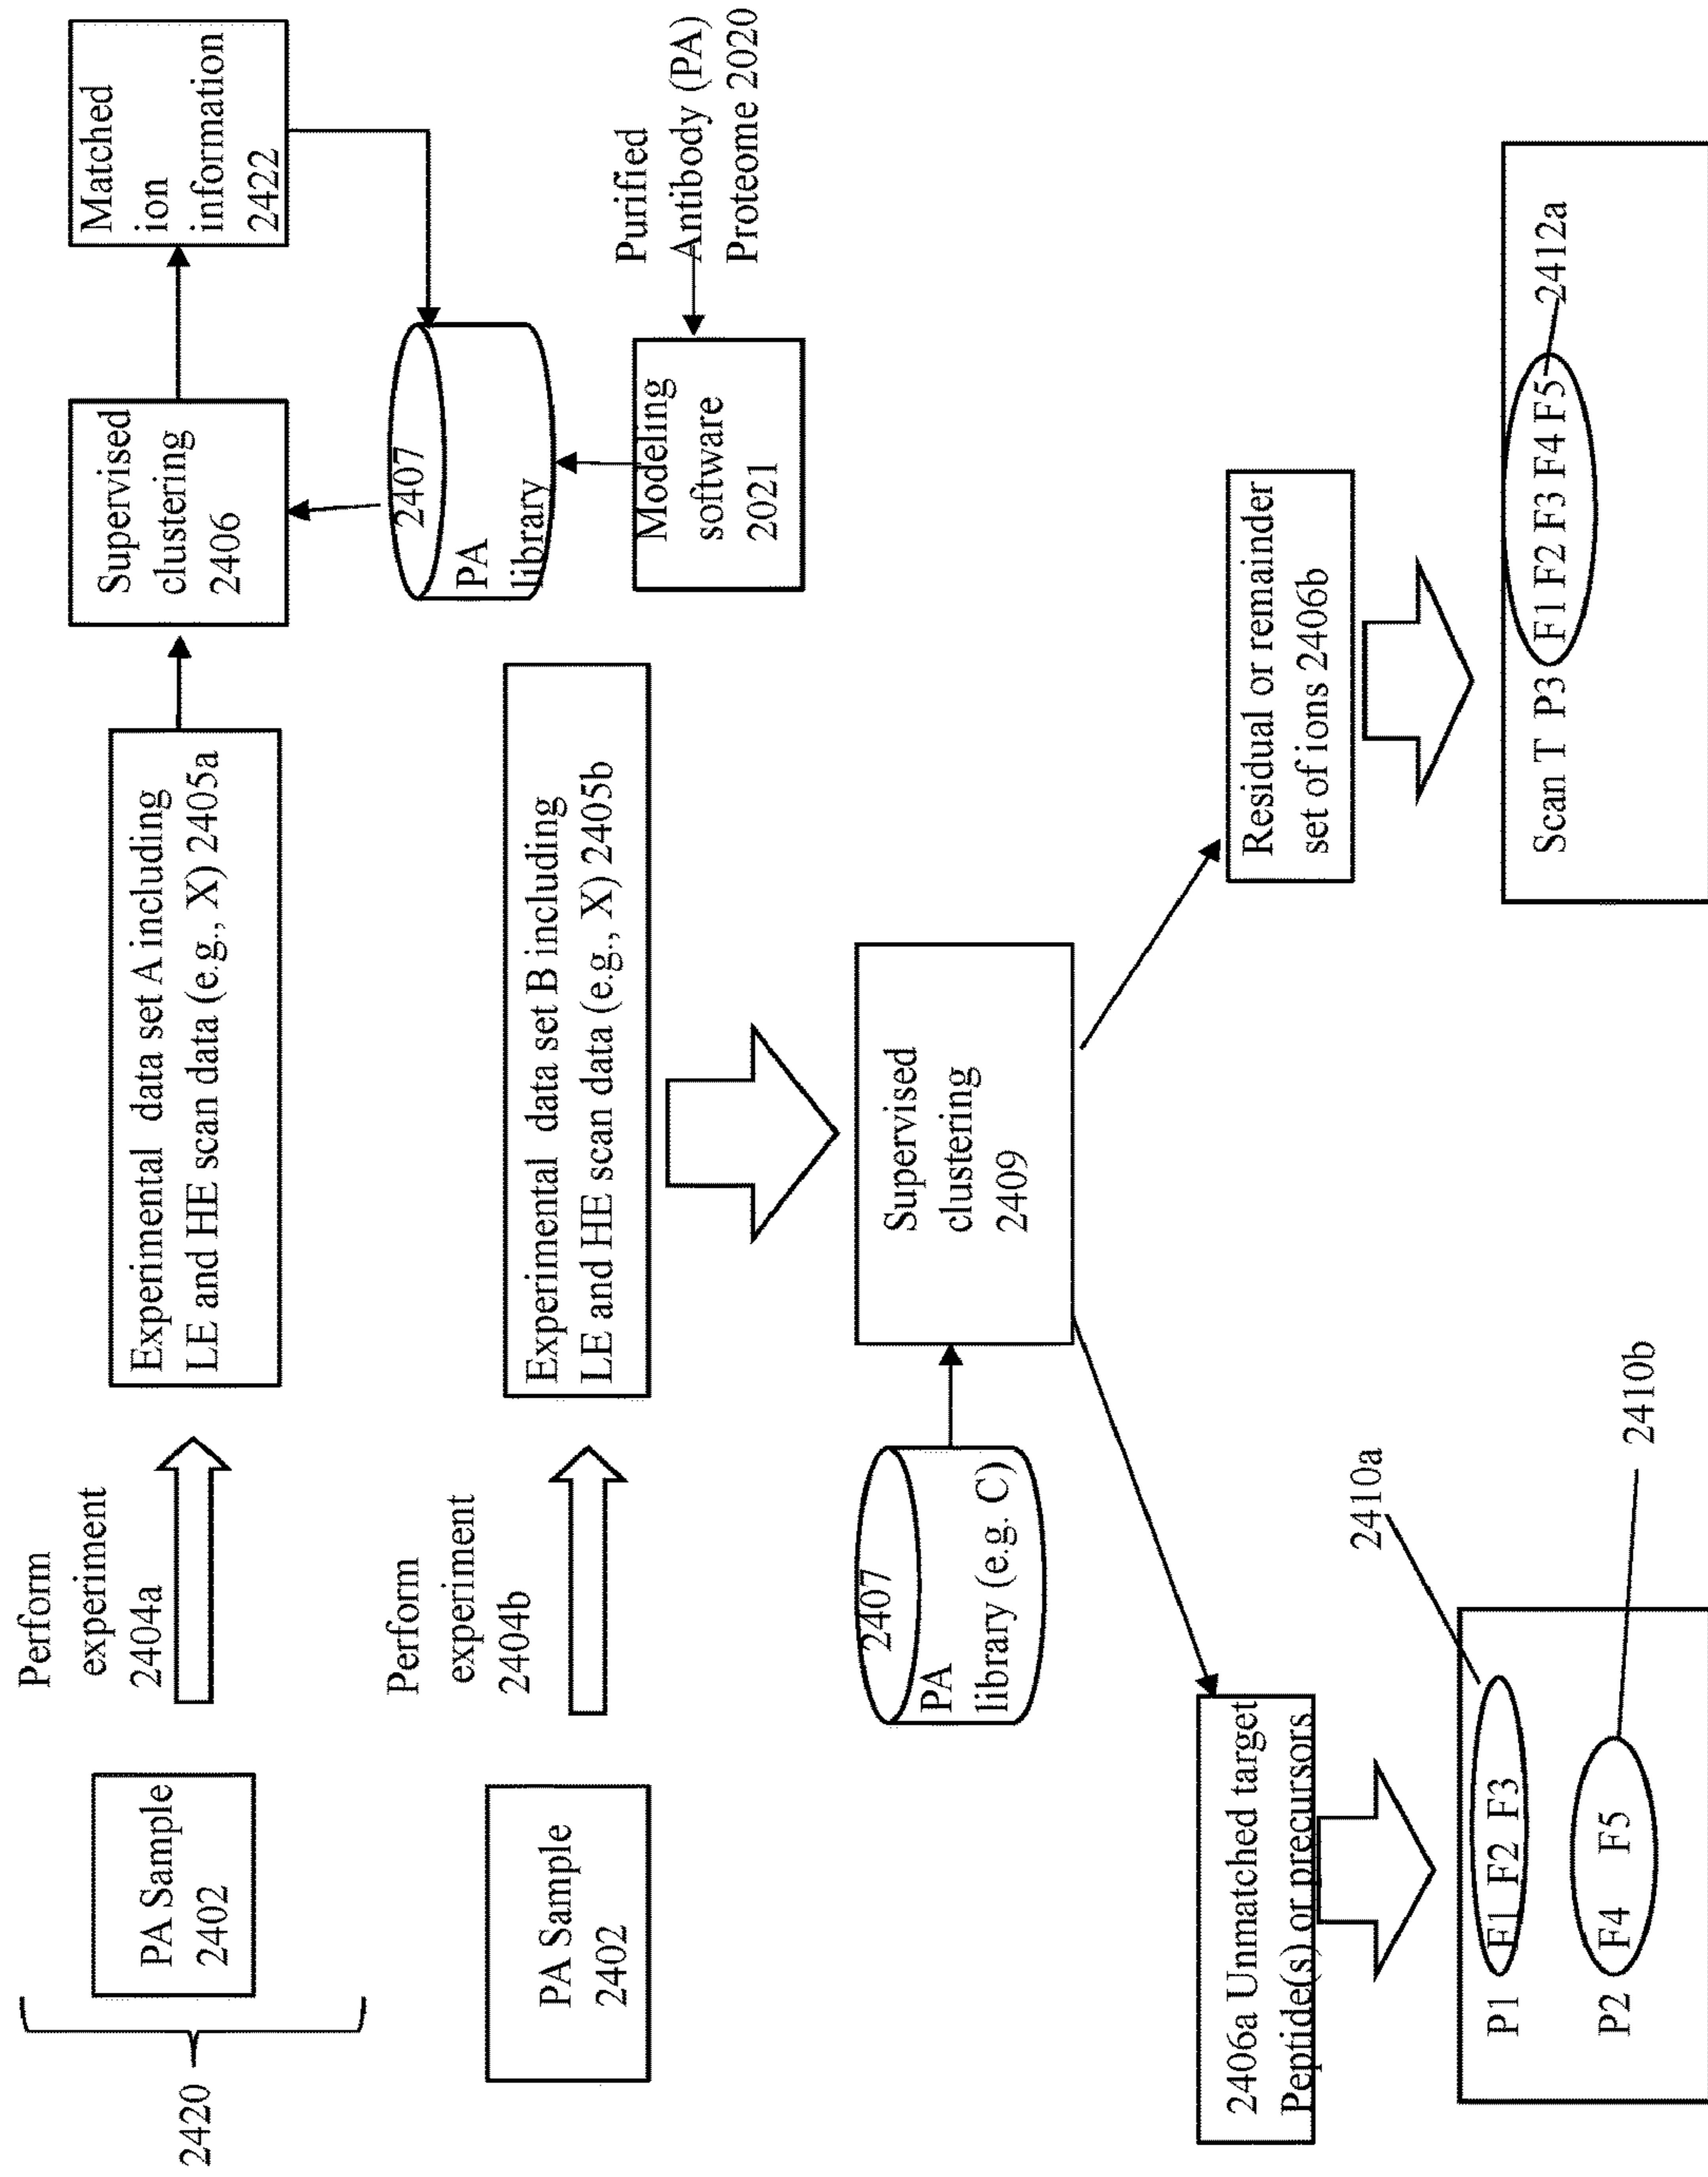 2420
PA Sample
2402
Perform
experiment
2404a
Experimental data set A including
LE and HE scan data (e.g., X) 2405a
Supervised
clustering
2406
Matched
ion
information
2422
2407
PA
library
Modeling
software
2021
Purified
Antibody (PA)
Proteome 2020
PA Sample
2402
Perform
experiment
2404b
Experimental data set B including
LE and HE scan data (e.g., X) 2405b
2407
PA
library (e.g. C)
Supervised
clustering
2409
2406a Unmatched target
Peptide(s) or precursors
2410a
P1 F1 F2 F3
P2 F4 F5
2410b
Residual or remainder
set of ions 2406b
Scan T P3 F1 F2 F3 F4 F5
2412a